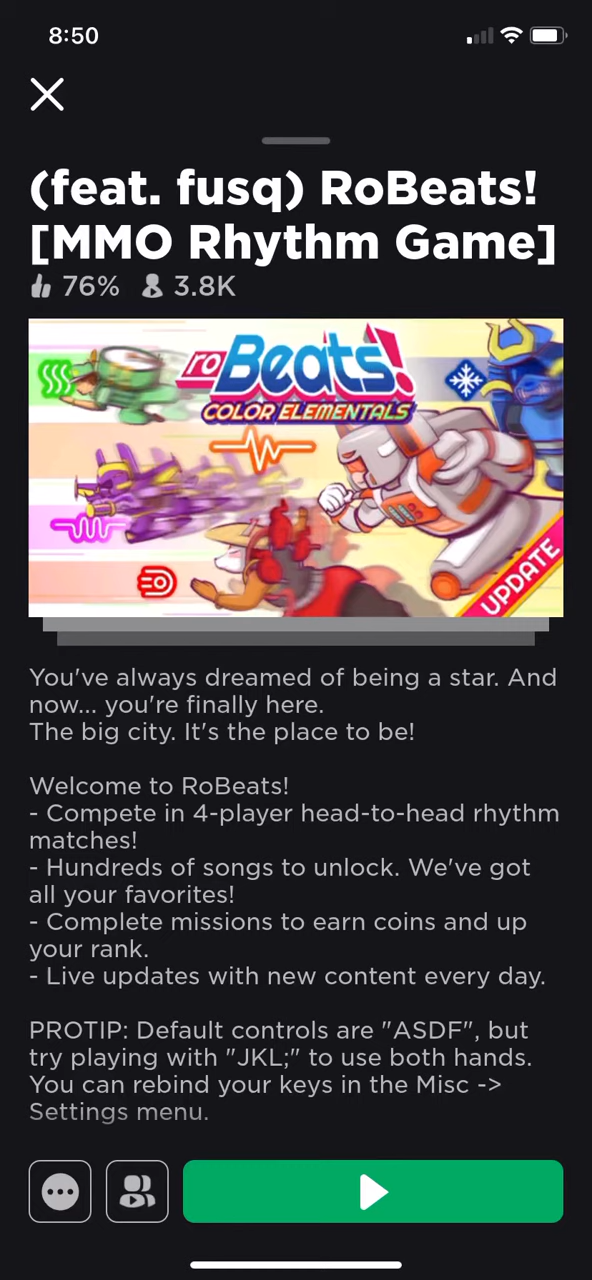 8:50
(feat. fusq) RoBeats!
[MMO Rhythm Game]
76% 3.8K
roBeats!
COLOR ELEMENTALS
UPDATE
You've always dreamed of being a star. And
now... you're finally here.
The big city. It's the place to be!
Welcome to RoBeats!
- Compete in 4-player head-to-head rhythm
matches!
- Hundreds of songs to unlock. We've got
all your favorites!
- Complete missions to earn coins and up
your rank.
- Live updates with new content every day.
PROTIP: Default controls are "ASDF", but
try playing with "JKL;" to use both hands.
You can rebind your keys in the Misc ->
Settings menu.